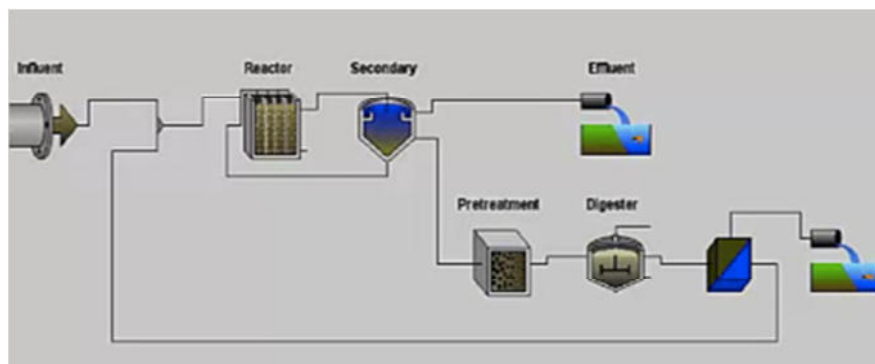 Influent
Reactor
Secondary
Effluent
Pretreatment
Digester